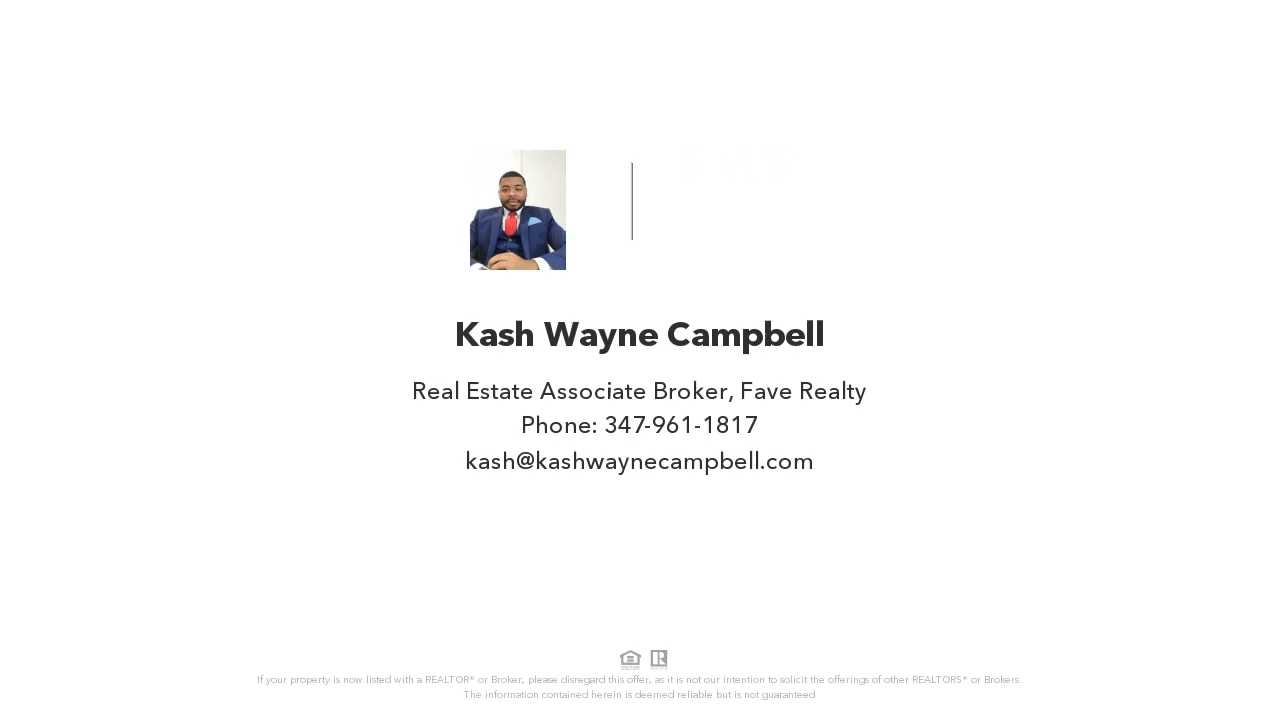 Kash Wayne Campbell
Real Estate Associate Broker, Fave Realty
Phone: 347-961-1817
kash@kashwaynecampbell.com
If your property is now listed with a REALTOR® or Broker, please disregard this offer, as it is not our intention to solicit the offerings of other REALTORS® or Brokers.
The information contained herein is deemed reliable but is not guaranteed